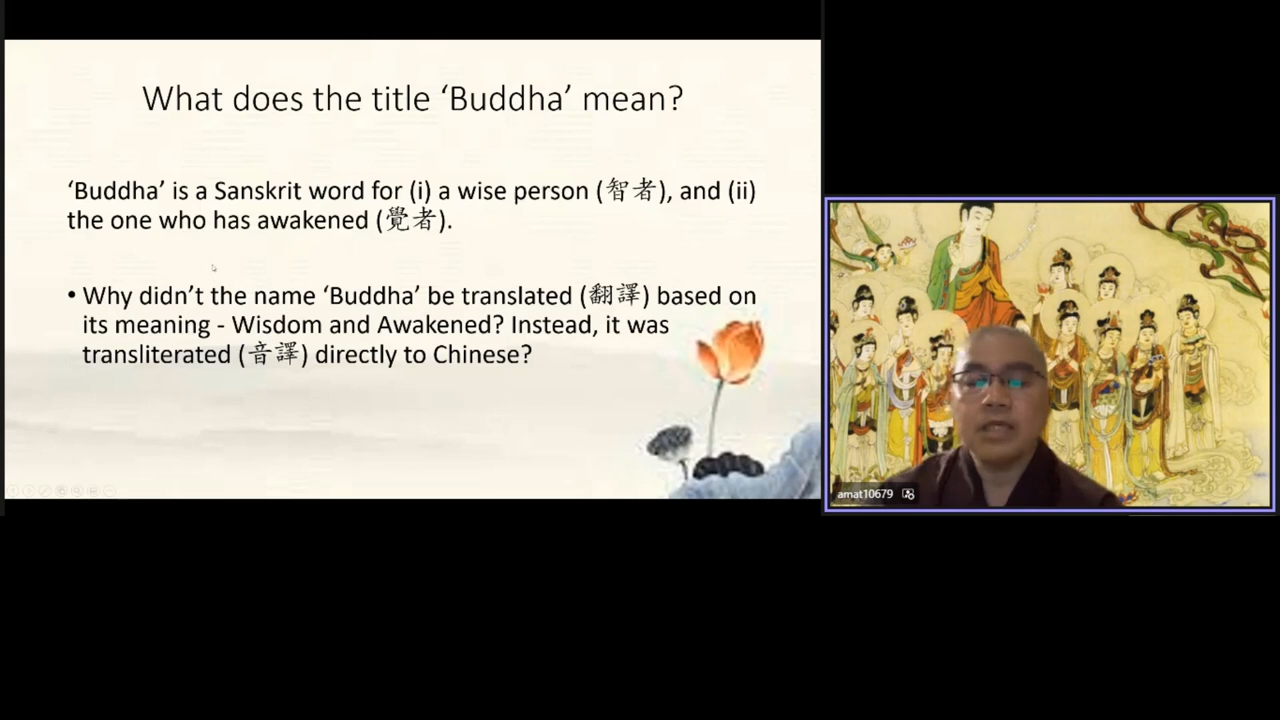 What does the title ‘Buddha’ mean?
‘Buddha’ is a Sanskrit word for (i) a wise person (智者), and (ii)
the one who has awakened (覺者).
• Why didn’t the name ‘Buddha’ be translated (翻譯) based on
its meaning - Wisdom and Awakened? Instead, it was
transliterated (音譯) directly to Chinese?
amat10679